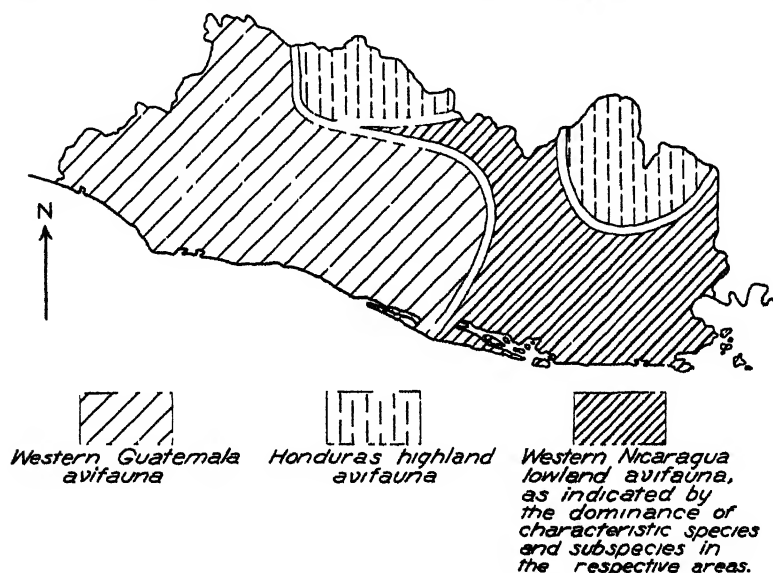 N
Western Guatemala
avifauna
Honduras highland
avifauna
Western Nicaragua
lowland avifauna,
as indicated by
the dominance of
characteristic species
and subspecies in
the respective areas.